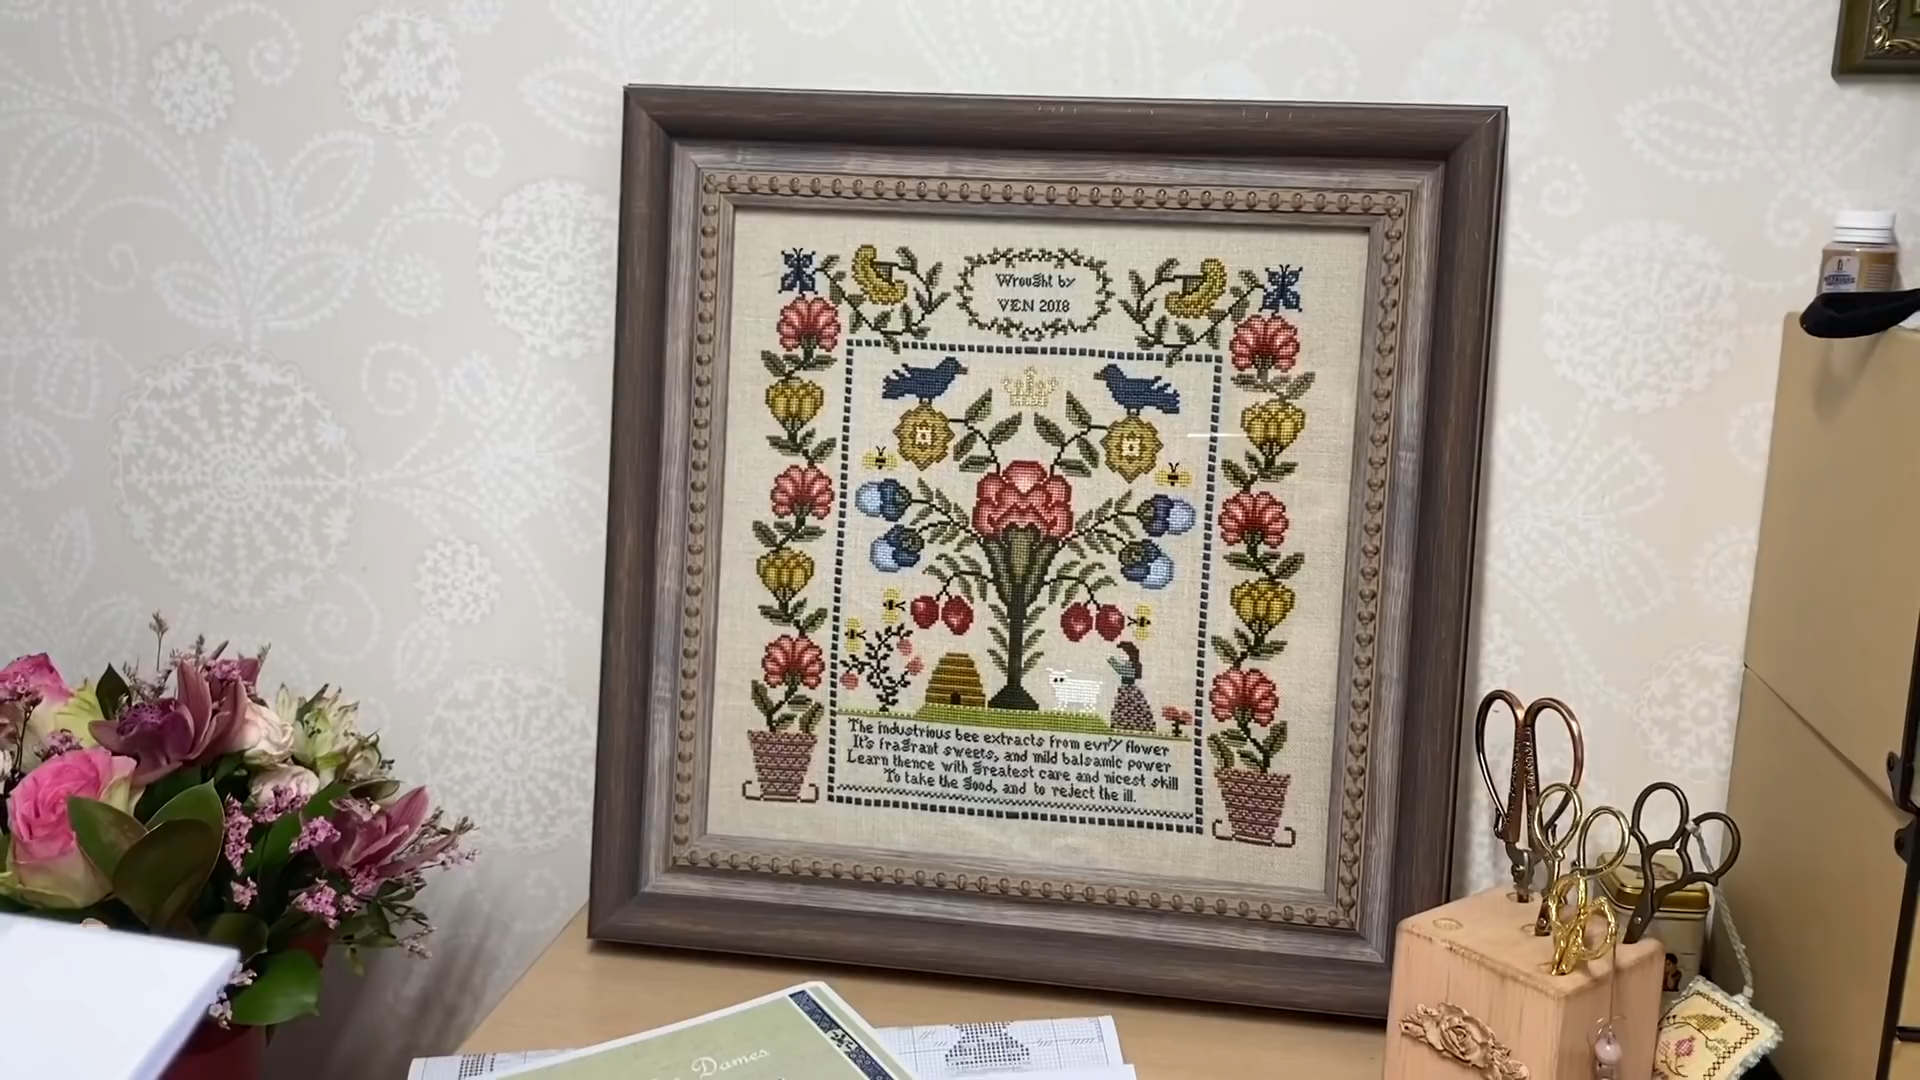 Wrought by
VEN 2018
The industrious bee extracts from evr'y flower
It's fragrant sweets, and mild balsamic power
Learn thence with greatest care and nicest skill
To take the good, and to reject the ill.
Dames